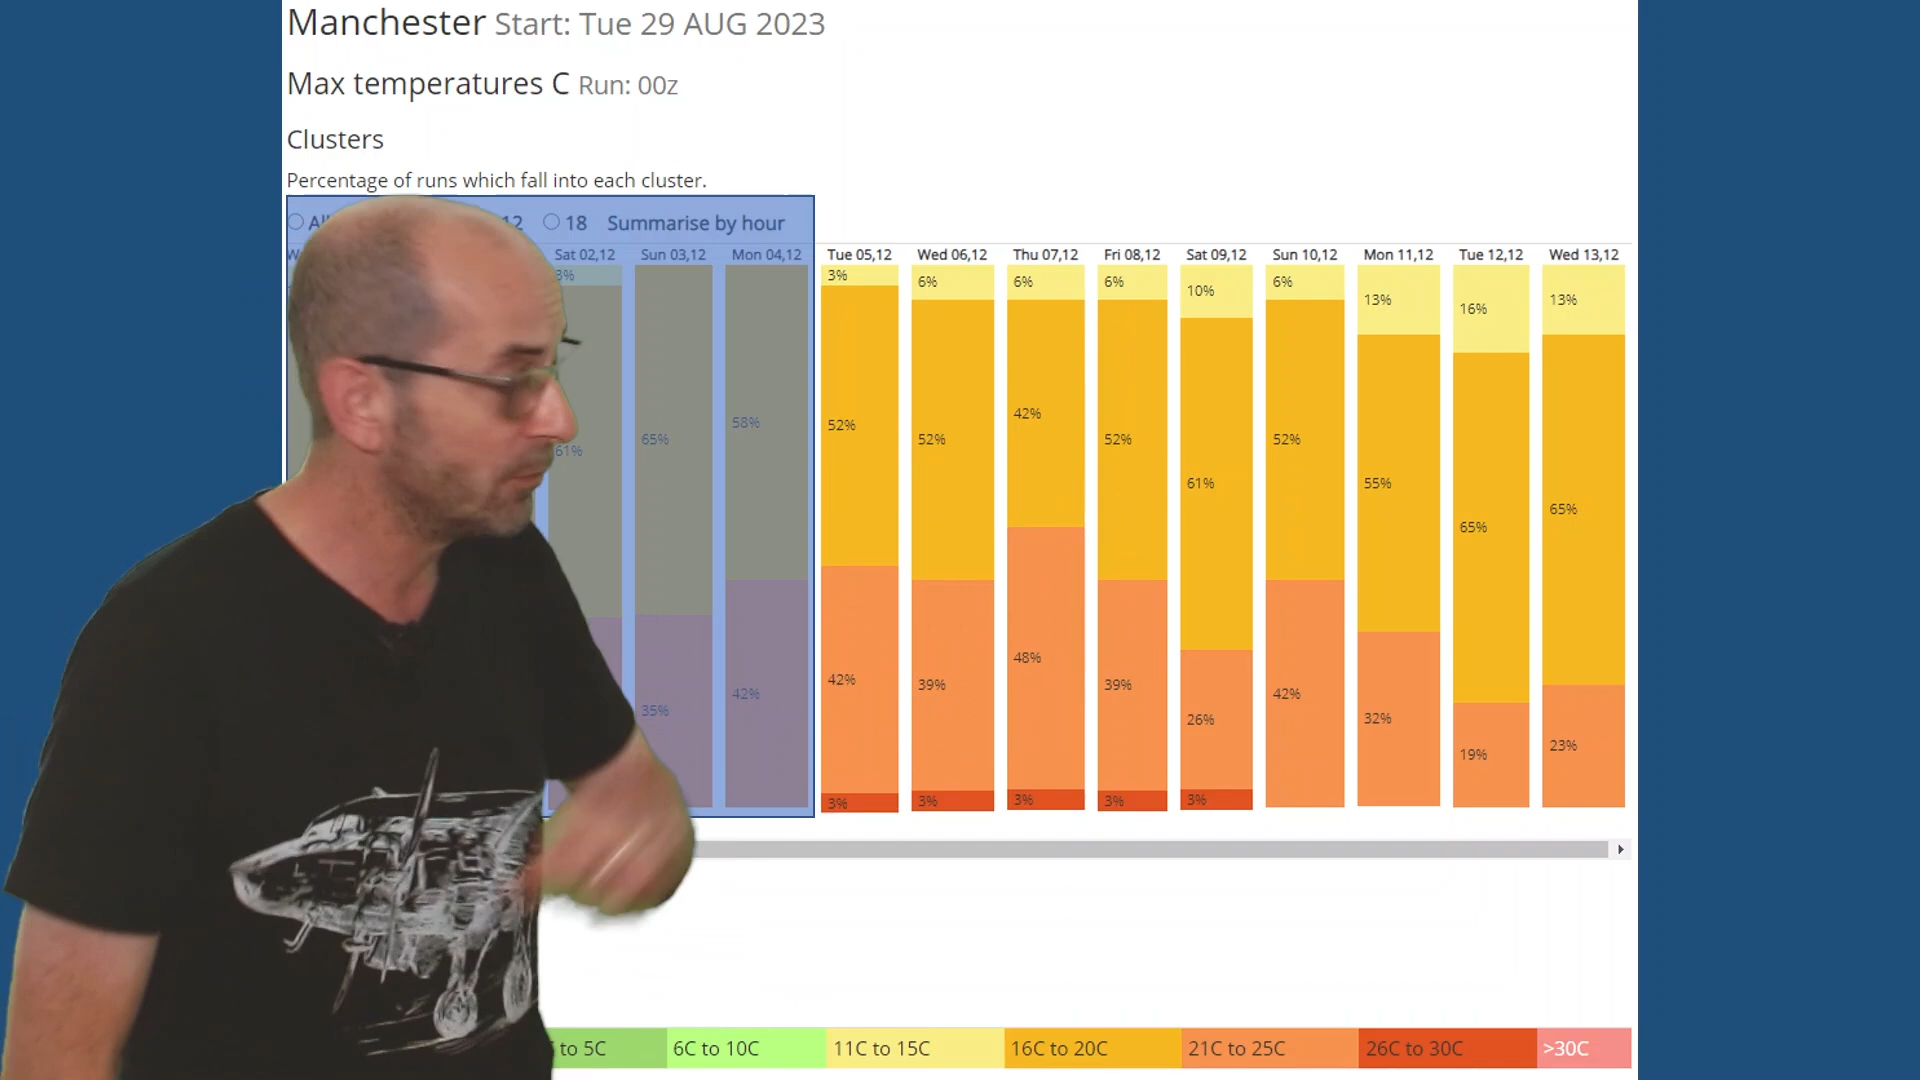 Manchester Start: Tue 29 AUG 2023
Max temperatures C Run: 00z
Clusters
Percentage of runs which fall into each cluster.
12 18 Summarise by hour
Sat 02,12 Sun 03,12 Mon 04,12 Tue 05,12 Wed 06,12 Thu 07,12 Fri 08,12 Sat 09,12 Sun 10,12 Mon 11,12 Tue 12,12 Wed 13,12
3% 3% 6% 6% 6% 10% 6% 13% 16% 13%
61% 65% 58% 52% 52% 42% 52% 61% 52% 55% 65% 65%
35% 42% 42% 39% 48% 39% 26% 42% 32% 19% 23%
3% 3% 3% 3% 3%
to 5C 6C to 10C 11C to 15C 16C to 20C 21C to 25C 26C to 30C >30C